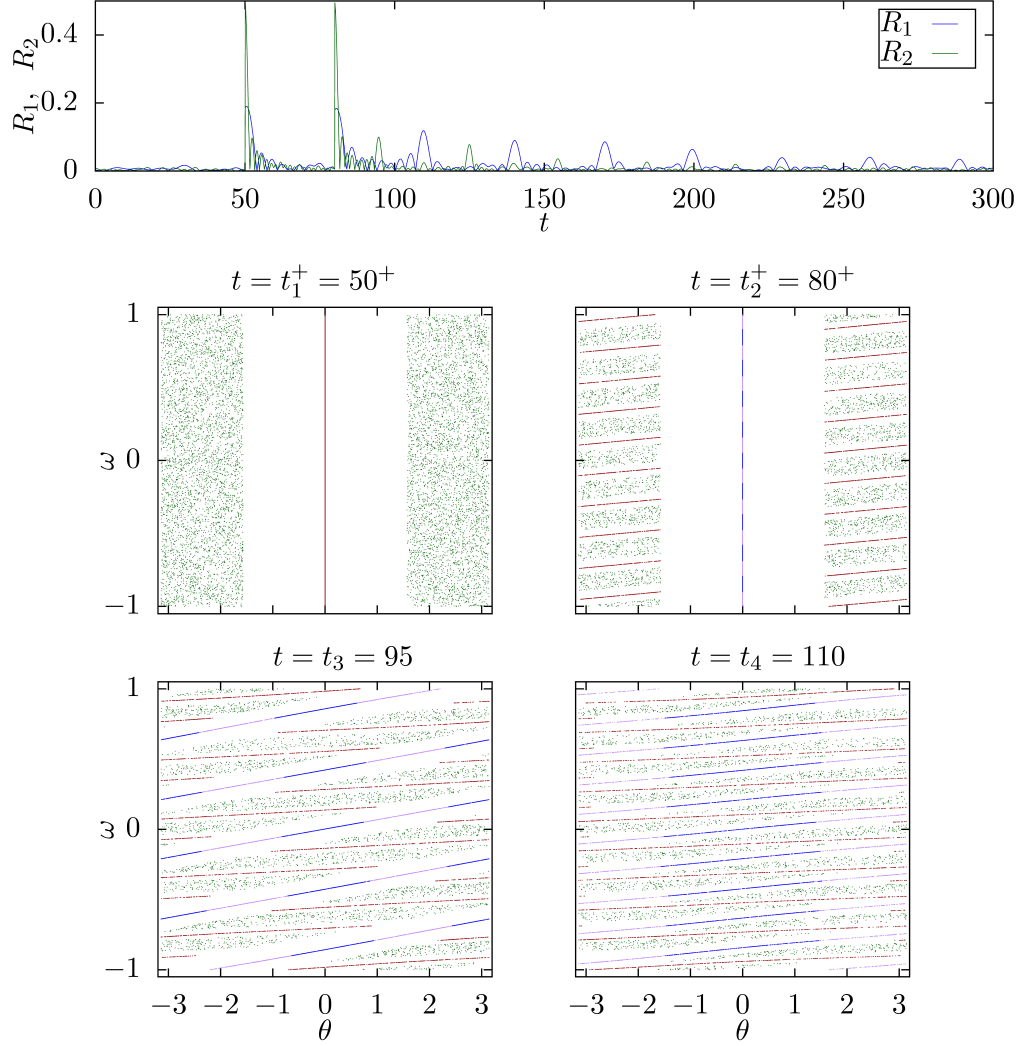 R₁, R₂
0.4
0.2
0
R₁
R₂
0 50 100 150 200 250 300
t
t = t₁⁺ = 50⁺ t = t₂⁺ = 80⁺
1
ω 0
−1
t = t₃ = 95 t = t₄ = 110
1
ω 0
−1
−3 −2 −1 0 1 2 3 −3 −2 −1 0 1 2 3
θ θ